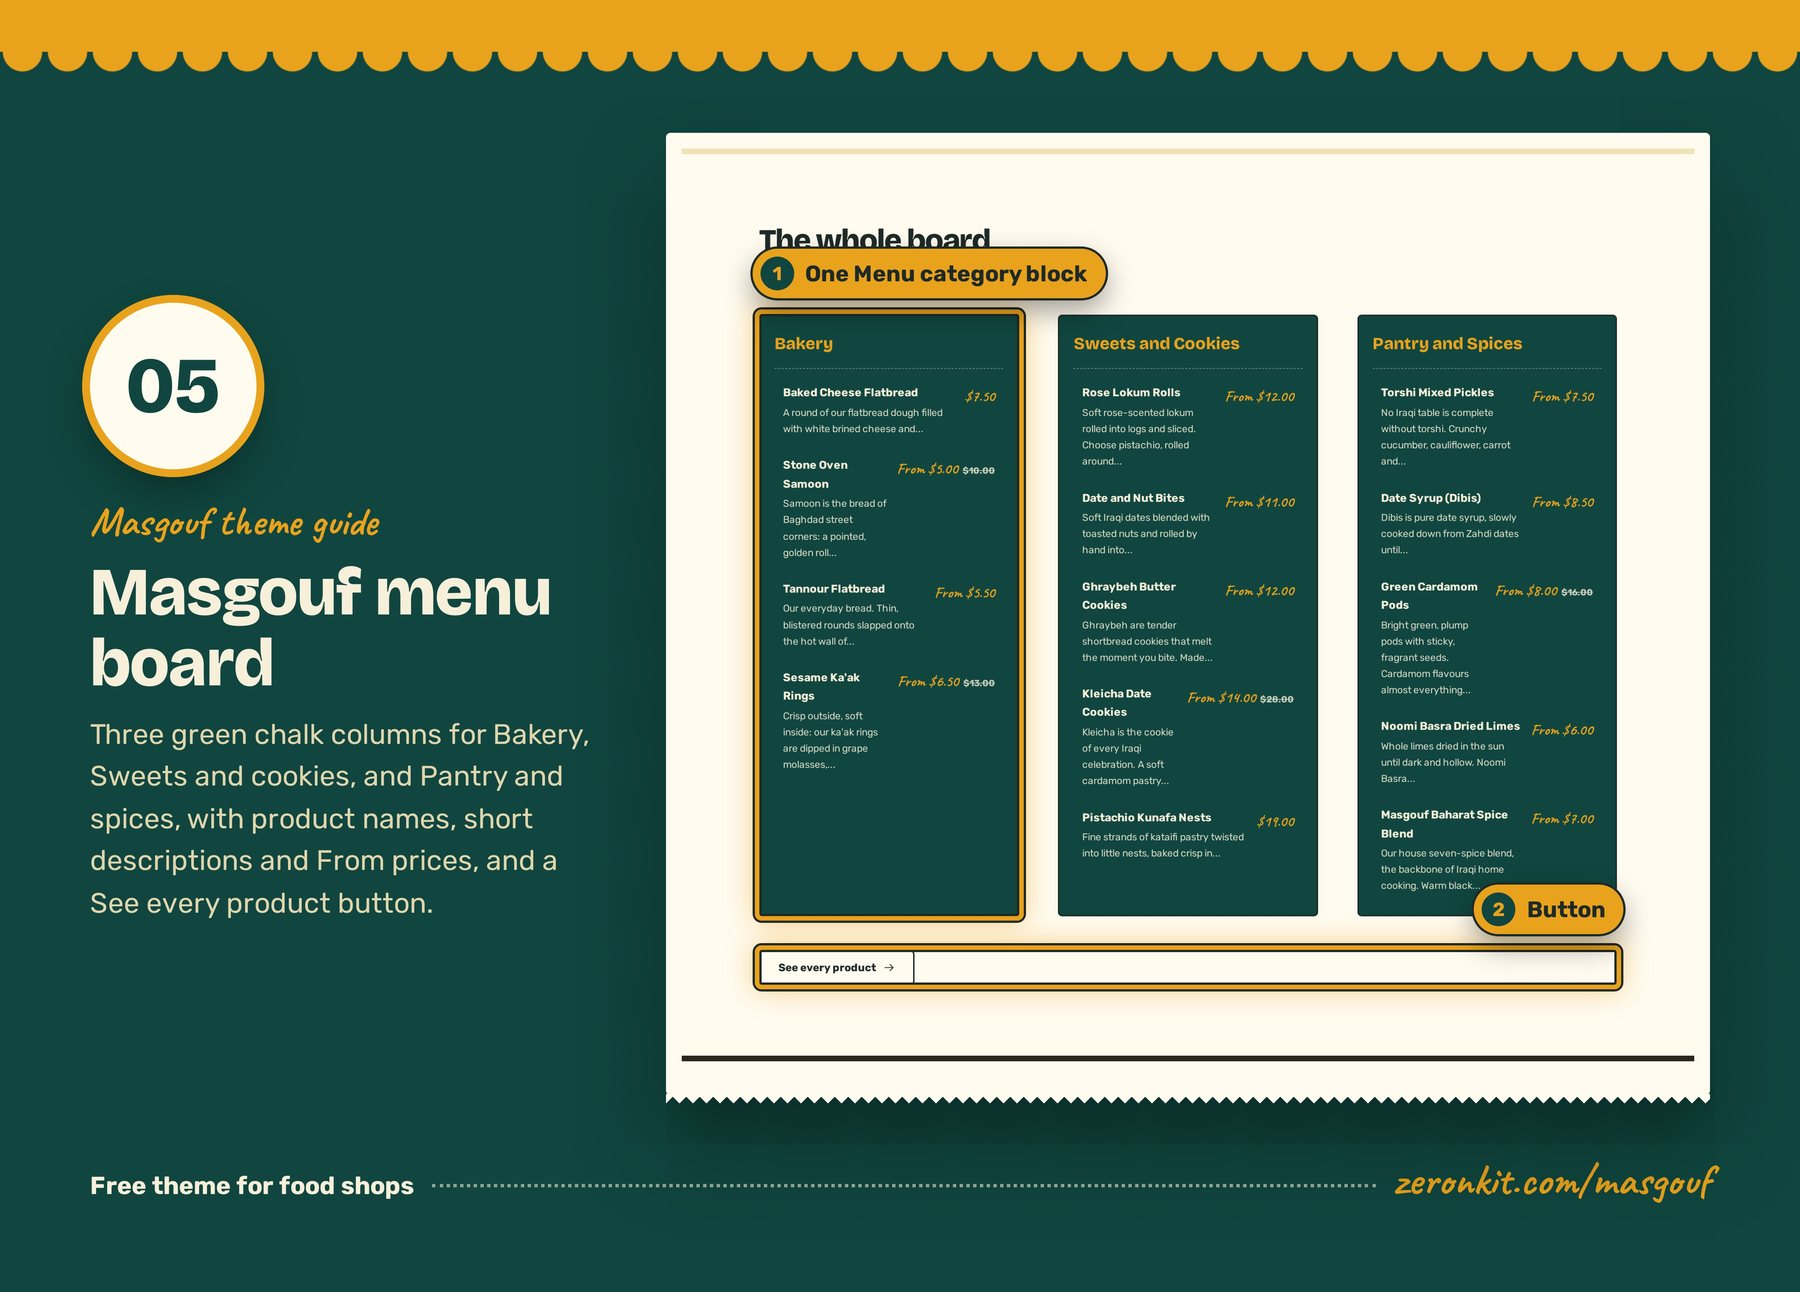 05
Masgouf theme guide
Masgouf menu
board
Three green chalk columns for Bakery,
Sweets and cookies, and Pantry and
spices, with product names, short
descriptions and From prices, and a
See every product button.
The whole board
1 One Menu category block
Bakery
Baked Cheese Flatbread $7.50
A round of our flatbread dough filled
with white brined cheese and...
Stone Oven From $5.00 $10.00
Samoon
Samoon is the bread of
Baghdad street
corners: a pointed,
golden roll...
Tannour Flatbread From $5.50
Our everyday bread. Thin,
blistered rounds slapped onto
the hot wall of...
Sesame Ka'ak From $6.50 $13.00
Rings
Crisp outside, soft
inside: our ka'ak rings
are dipped in grape
molasses,...
Sweets and Cookies
Rose Lokum Rolls From $12.00
Soft rose-scented lokum
rolled into logs and sliced.
Choose pistachio, rolled
around...
Date and Nut Bites From $11.00
Soft Iraqi dates blended with
toasted nuts and rolled by
hand into...
Ghraybeh Butter From $12.00
Cookies
Ghraybeh are tender
shortbread cookies that melt
the moment you bite. Made...
Kleicha Date From $14.00 $28.00
Cookies
Kleicha is the cookie
of every Iraqi
celebration. A soft
cardamom pastry...
Pistachio Kunafa Nests $19.00
Fine strands of kataifi pastry twisted
into little nests, baked crisp in...
Pantry and Spices
Torshi Mixed Pickles From $7.50
No Iraqi table is complete
without torshi. Crunchy
cucumber, cauliflower, carrot
and...
Date Syrup (Dibis) From $8.50
Dibis is pure date syrup, slowly
cooked down from Zahdi dates
until...
Green Cardamom From $8.00 $16.00
Pods
Bright green, plump
pods with sticky,
fragrant seeds.
Cardamom flavours
almost everything...
Noomi Basra Dried Limes From $6.00
Whole limes dried in the sun
until dark and hollow. Noomi
Basra...
Masgouf Baharat Spice From $7.00
Blend
Our house seven-spice blend,
the backbone of Iraqi home
cooking. Warm black...
2 Button
See every product →
Free theme for food shops
zeronkit.com/masgouf